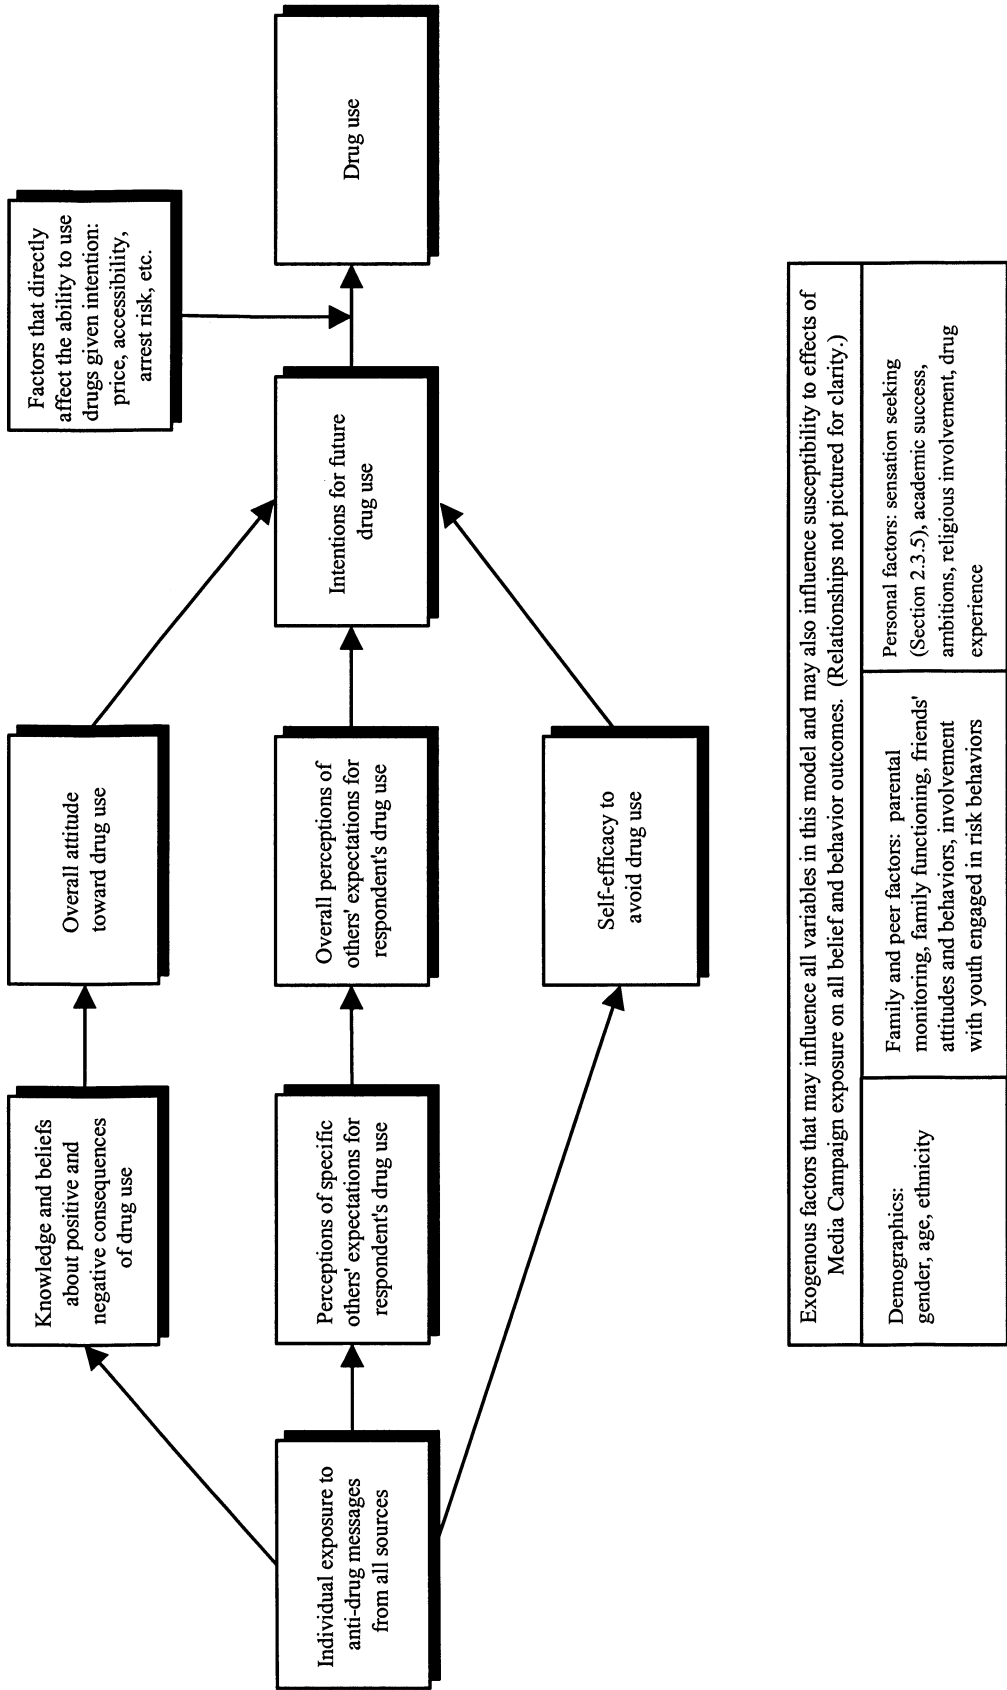 Individual exposure to
anti-drug messages
from all sources
Knowledge and beliefs
about positive and
negative consequences
of drug use
Perceptions of specific
others' expectations for
respondent's drug use
Overall attitude
toward drug use
Overall perceptions of
others' expectations for
respondent's drug use
Self-efficacy to
avoid drug use
Intentions for future
drug use
Factors that directly
affect the ability to use
drugs given intention:
price, accessibility,
arrest risk, etc.
Drug use
Exogenous factors that may influence all variables in this model and may also influence susceptibility to effects of
Media Campaign exposure on all belief and behavior outcomes.  (Relationships not pictured for clarity.)
Demographics:
gender, age, ethnicity
Family and peer factors:  parental
monitoring, family functioning, friends'
attitudes and behaviors, involvement
with youth engaged in risk behaviors
Personal factors: sensation seeking
(Section 2.3.5), academic success,
ambitions, religious involvement, drug
experience